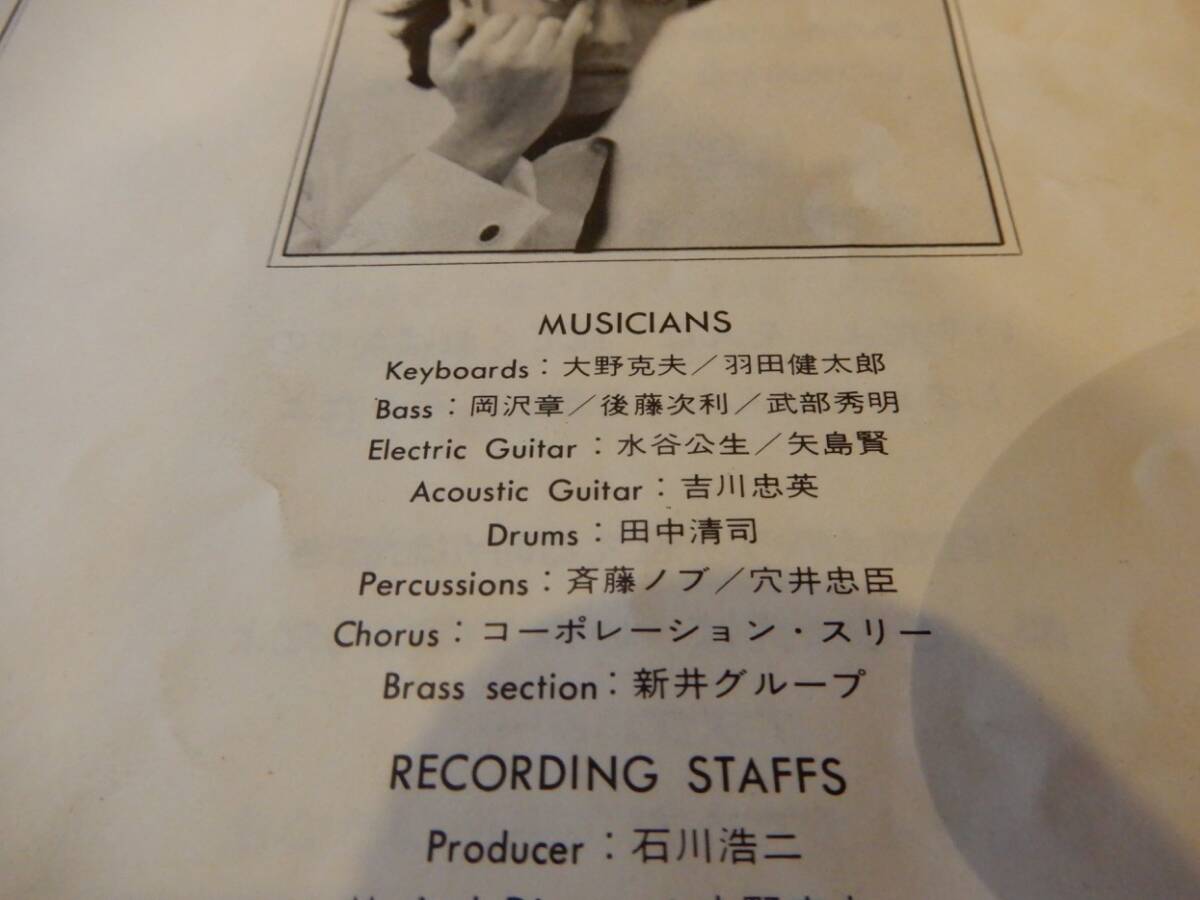 MUSICIANS
Keyboards：大野克夫／羽田健太郎
Bass：岡沢章／後藤次利／武部秀明
Electric Guitar：水谷公生／矢島賢
Acoustic Guitar：吉川忠英
Drums：田中清司
Percussions：斉藤ノブ／穴井忠臣
Chorus：コーポレーション・スリー
Brass section：新井グループ
RECORDING STAFFS
Producer：石川浩二